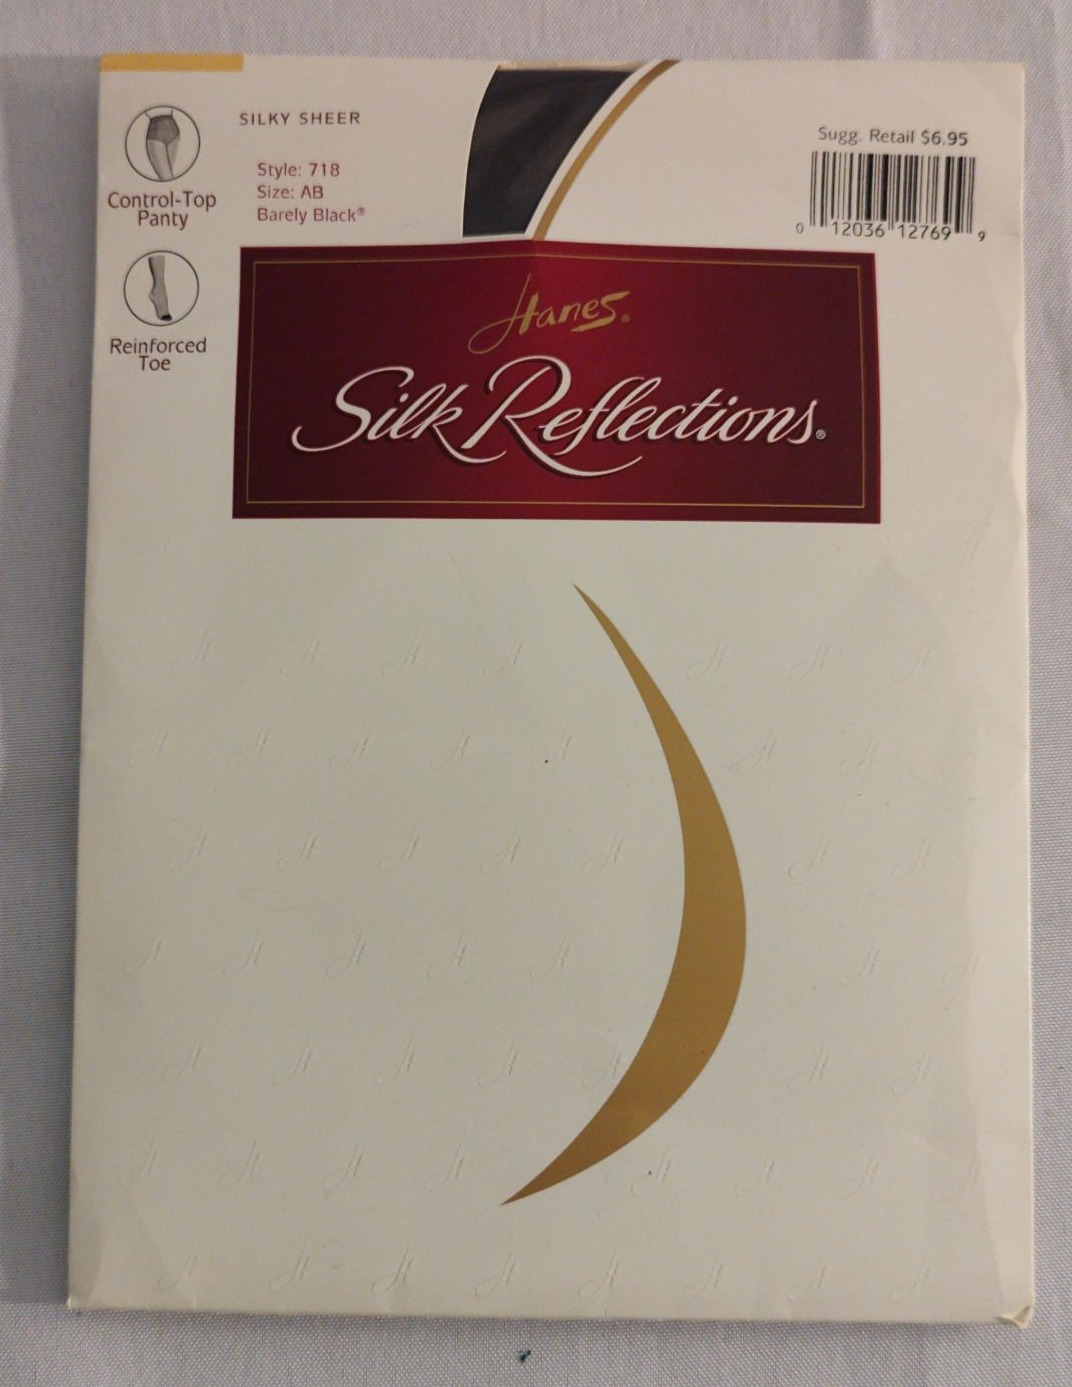 SILKY SHEER
Style: 718
Size: AB
Barely Black®
Control-Top
Panty
Reinforced
Toe
Sugg. Retail $6.95
0 12036 12769 9
Hanes®
Silk Reflections®